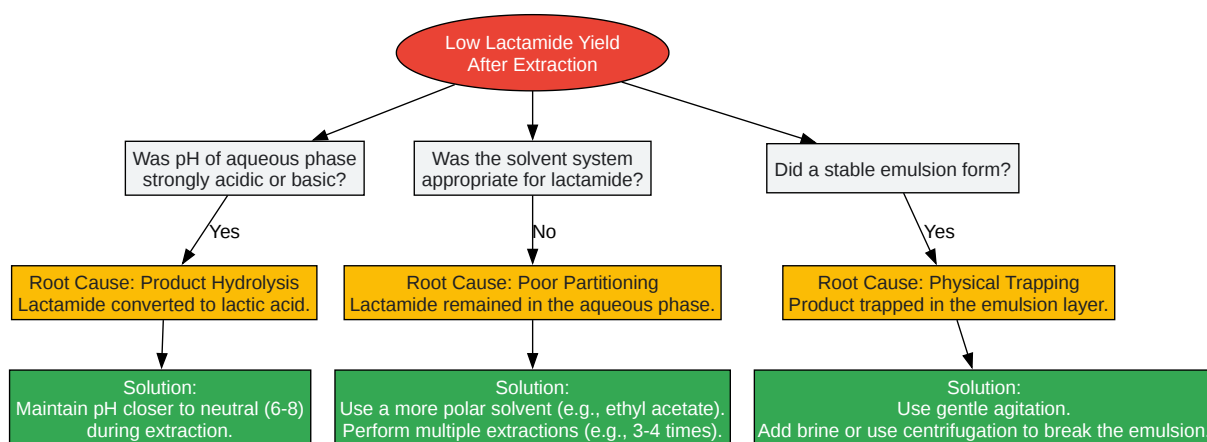 Low Lactamide Yield
After Extraction
Was pH of aqueous phase
strongly acidic or basic?
Was the solvent system
appropriate for lactamide?
Did a stable emulsion form?
Yes
No
Yes
Root Cause: Product Hydrolysis
Lactamide converted to lactic acid.
Root Cause: Poor Partitioning
Lactamide remained in the aqueous phase.
Root Cause: Physical Trapping
Product trapped in the emulsion layer.
Solution:
Maintain pH closer to neutral (6-8)
during extraction.
Solution:
Use a more polar solvent (e.g., ethyl acetate).
Perform multiple extractions (e.g., 3-4 times).
Solution:
Use gentle agitation.
Add brine or use centrifugation to break the emulsion